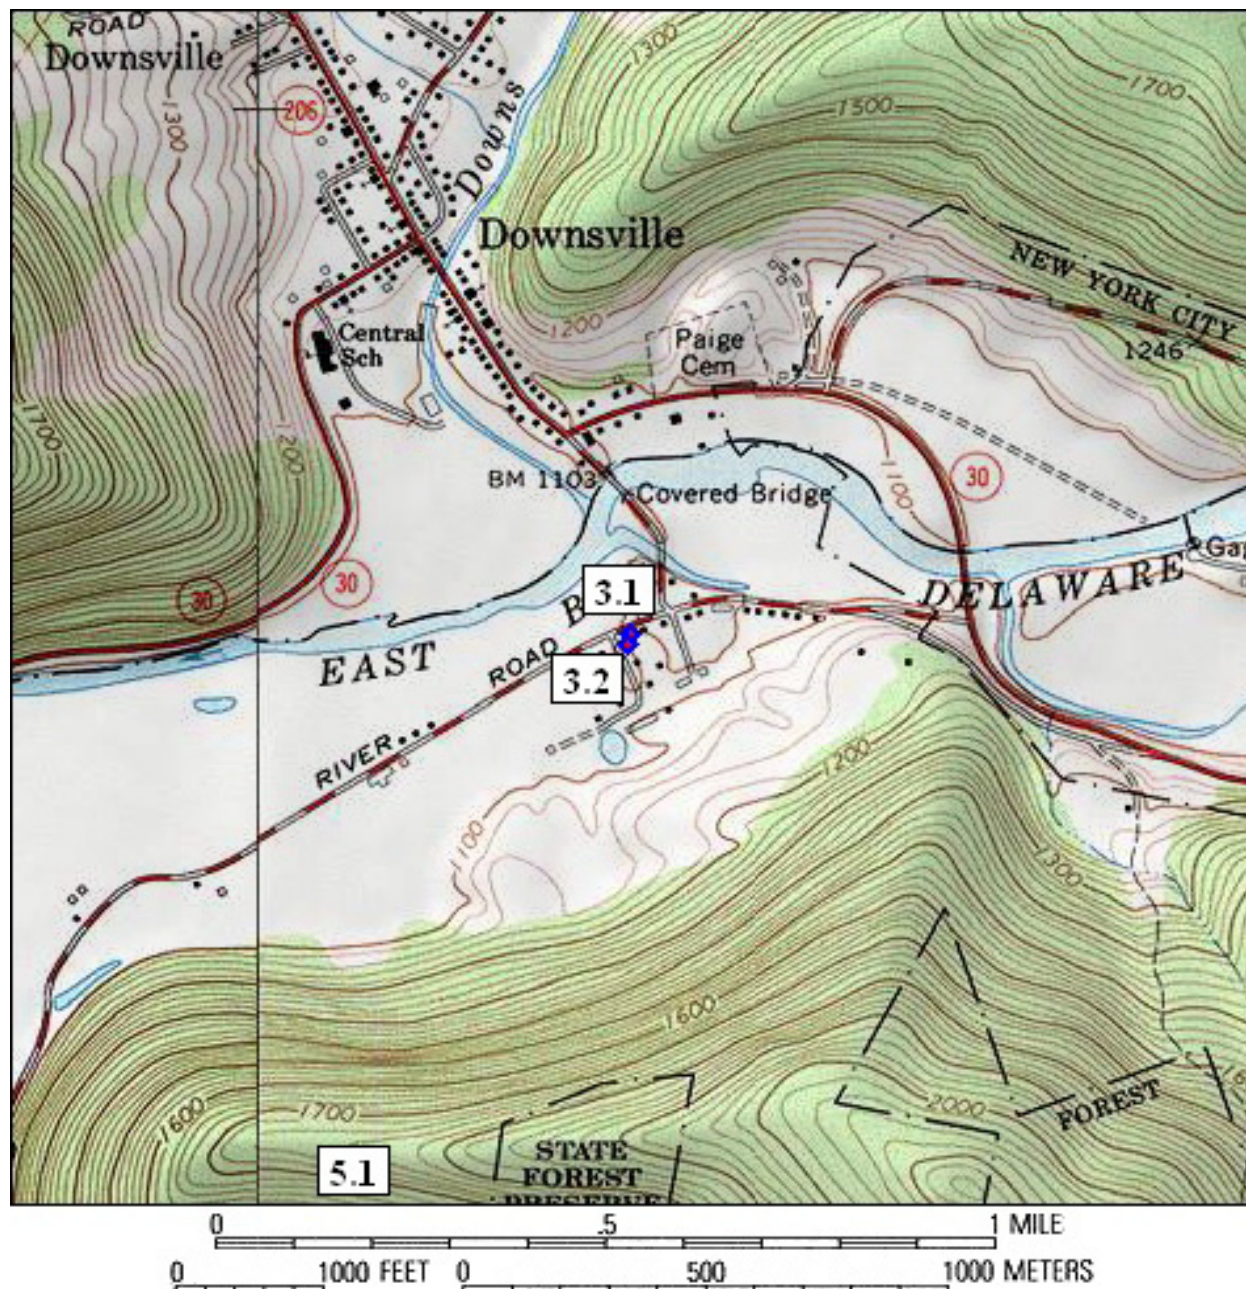 ROAD
Downsville
206
1300
1300
1500
1700
Downs
Downsville
NEW YORK CITY
1246
1200
Paige
Cem
Central
Sch
1700
1200
BM 1103
Covered Bridge
1100
30
30
30
3.1
B
DELAWARE
EAST
ROAD
3.2
RIVER
1200
1100
1300
1600
1600
1700
2000
FOREST
STATE
FOREST
PRESERVE
5.1
0 .5 1 MILE
0 1000 FEET 0 500 1000 METERS